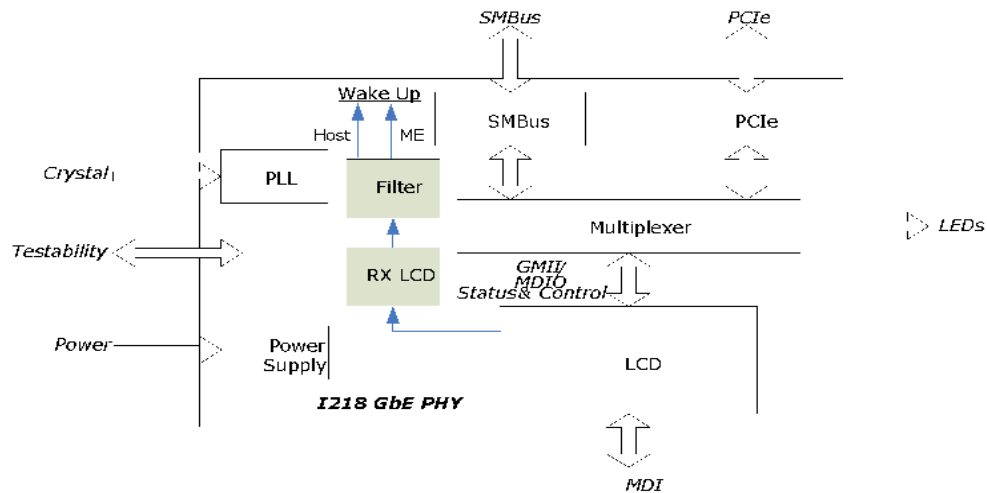 SMBus
PCIe
Wake Up
Host
ME
SMBus
PCIe
Crystal
PLL
Filter
Multiplexer
LEDs
Testability
RX LCD
GMII/
MDIO
Status& Control
Power
Power
Supply
LCD
I218 GbE PHY
MDI